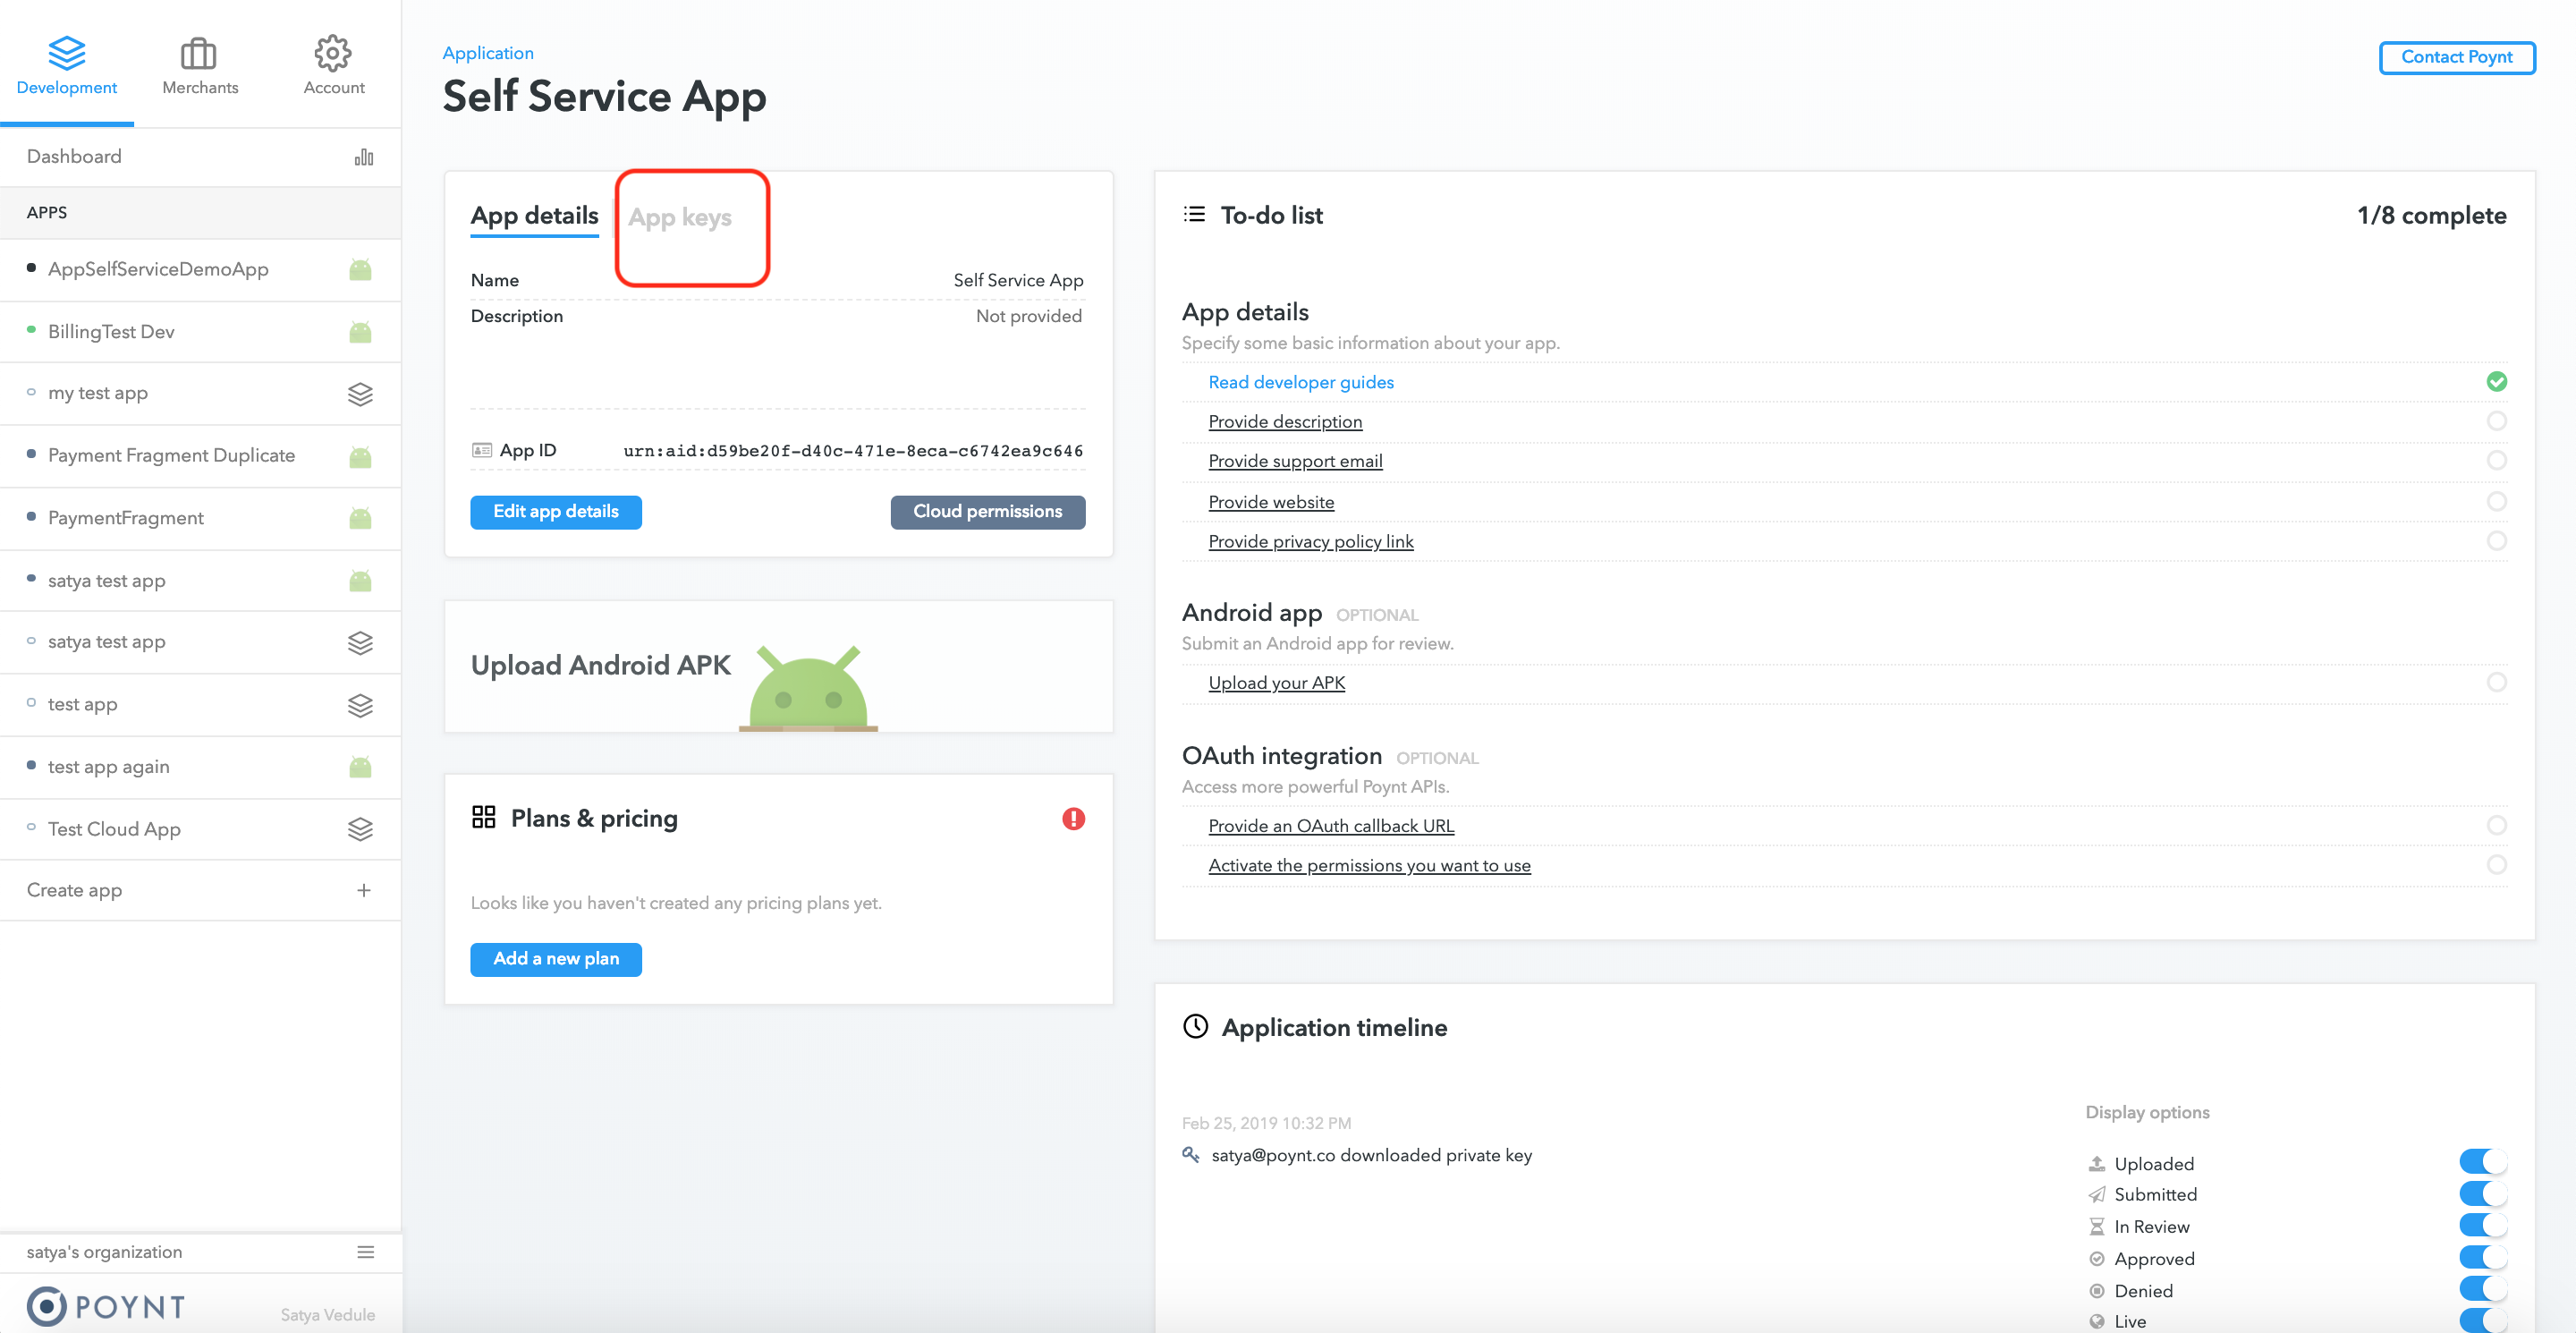 Development
Merchants
Account
Dashboard
APPS
AppSelfServiceDemoApp
BillingTest Dev
my test app
Payment Fragment Duplicate
PaymentFragment
satya test app
satya test app
test app
test app again
Test Cloud App
Create app
satya's organization
POYNT
Satya Vedule
Application
Self Service App
Contact Poynt
App details
App keys
Name
Self Service App
Description
Not provided
App ID
urn:aid:d59be20f-d40c-471e-8eca-c6742ea9c646
Edit app details
Cloud permissions
Upload Android APK
Plans & pricing
Looks like you haven't created any pricing plans yet.
Add a new plan
To-do list
1/8 complete
App details
Specify some basic information about your app.
Read developer guides
Provide description
Provide support email
Provide website
Provide privacy policy link
Android app OPTIONAL
Submit an Android app for review.
Upload your APK
OAuth integration OPTIONAL
Access more powerful Poynt APIs.
Provide an OAuth callback URL
Activate the permissions you want to use
Application timeline
Feb 25, 2019 10:32 PM
satya@poynt.co downloaded private key
Display options
Uploaded
Submitted
In Review
Approved
Denied
Live